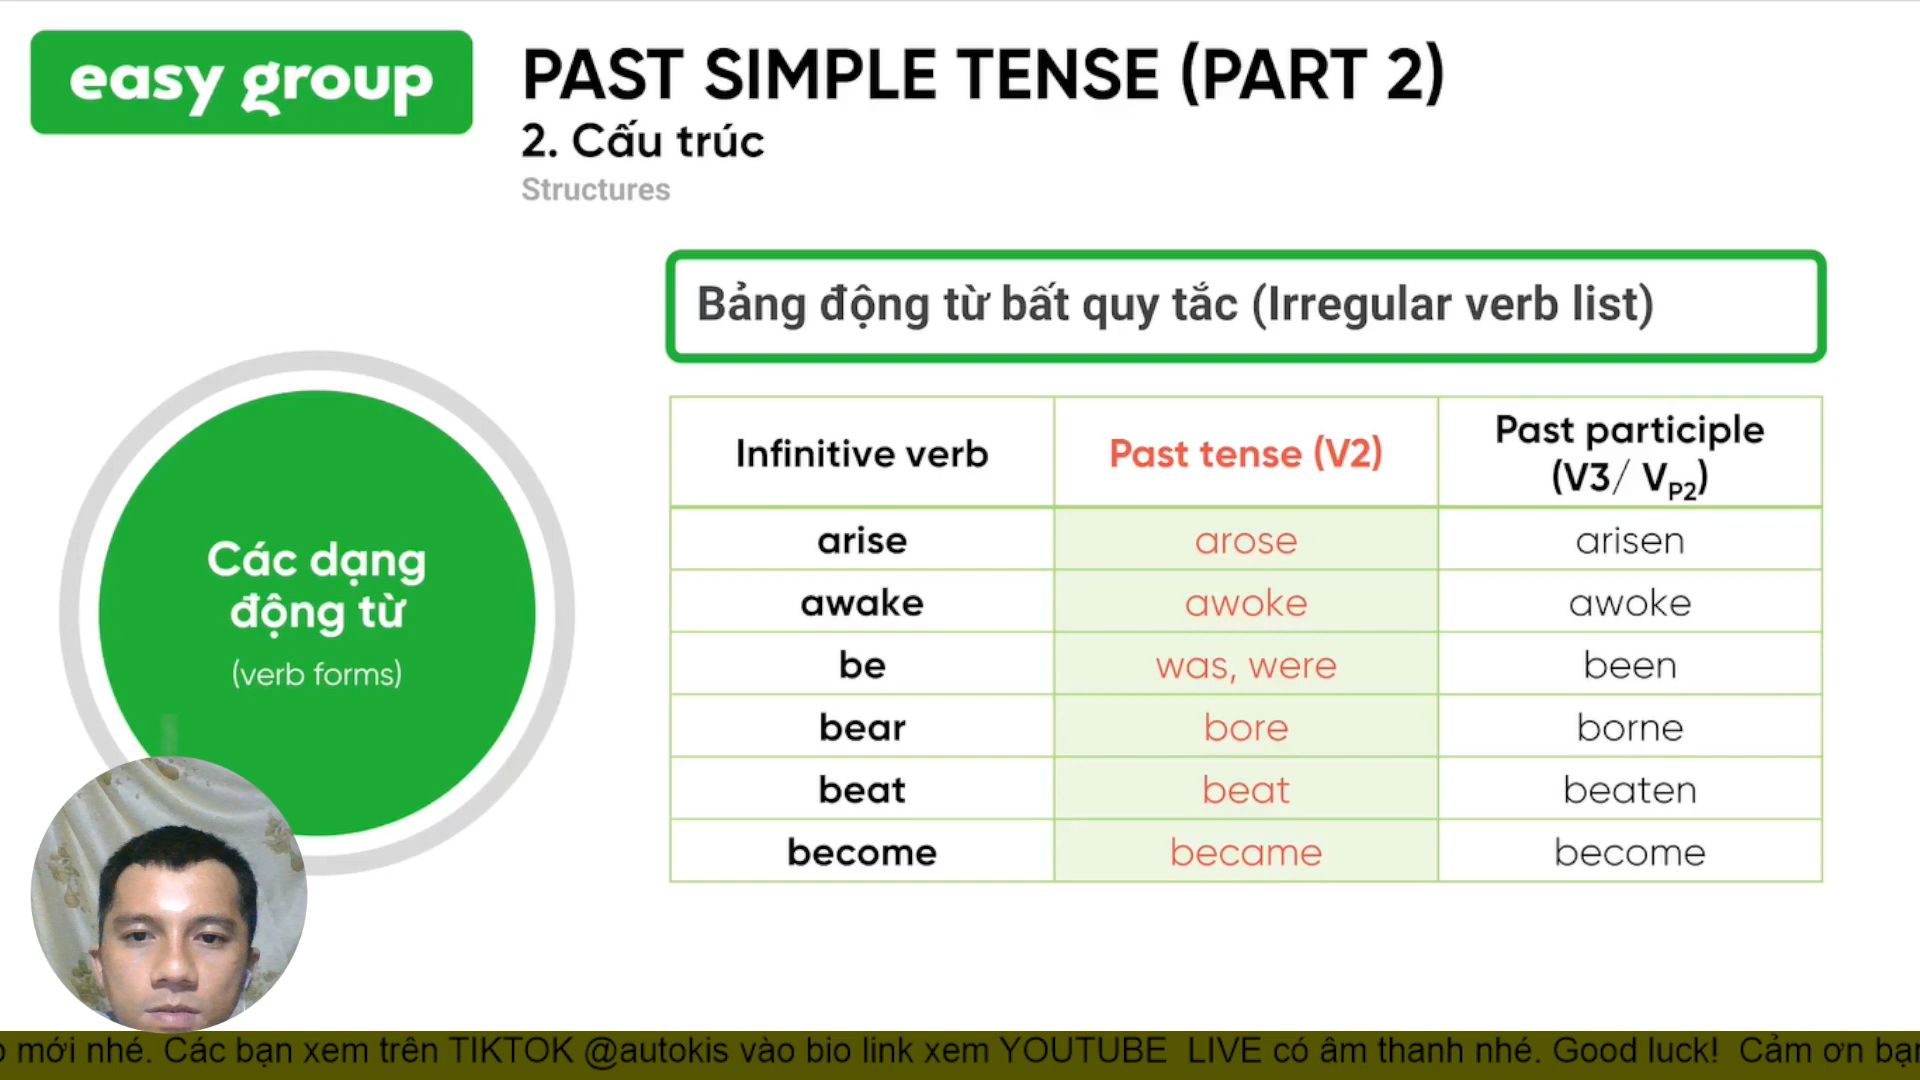 easy group
PAST SIMPLE TENSE (PART 2)
2. Cấu trúc
Structures
Bảng động từ bất quy tắc (Irregular verb list)
Các dạng
động từ
(verb forms)
Infinitive verb
Past tense (V2)
Past participle
(V3/ VP2)
arise arose arisen
awake awoke awoke
be was, were been
bear bore borne
beat beat beaten
become became become
mới nhé. Các bạn xem trên TIKTOK @autokis vào bio link xem YOUTUBE LIVE có âm thanh nhé. Good luck! Cảm ơn